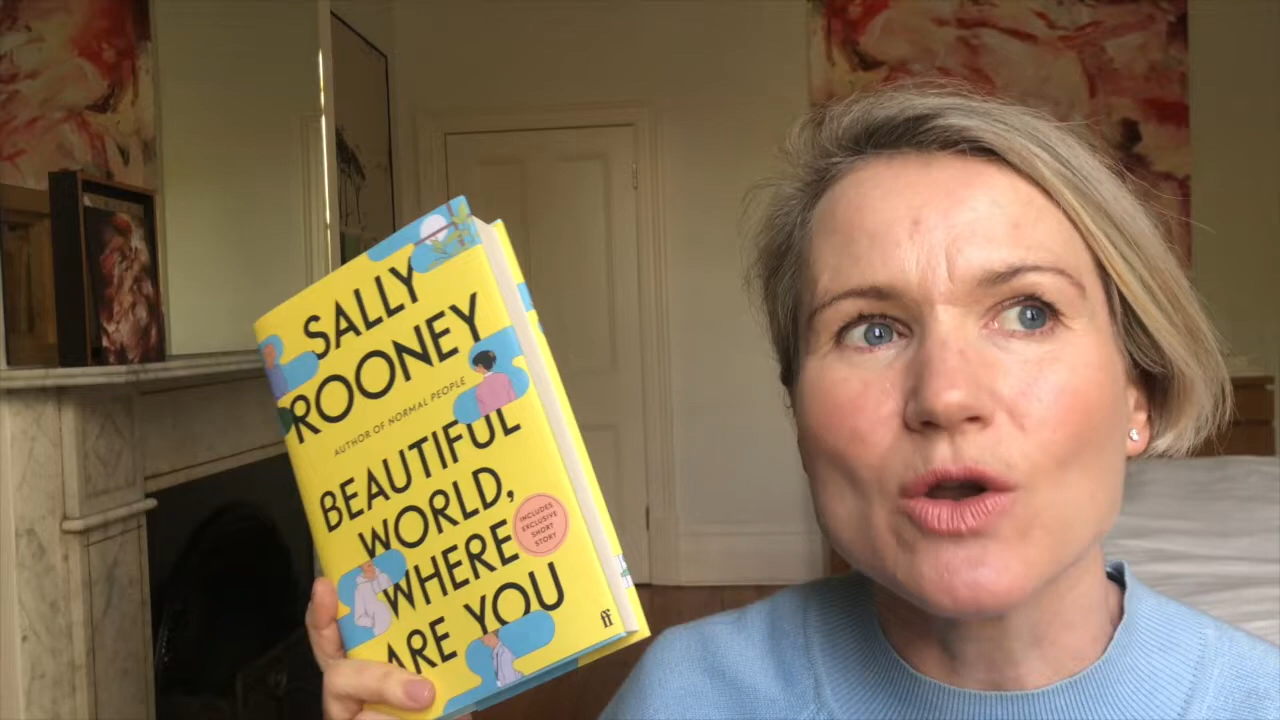 SALLY
ROONEY
AUTHOR OF NORMAL PEOPLE
BEAUTIFUL
WORLD,
WHERE
ARE YOU
INCLUDES
EXCLUSIVE
SHORT
STORY
ff